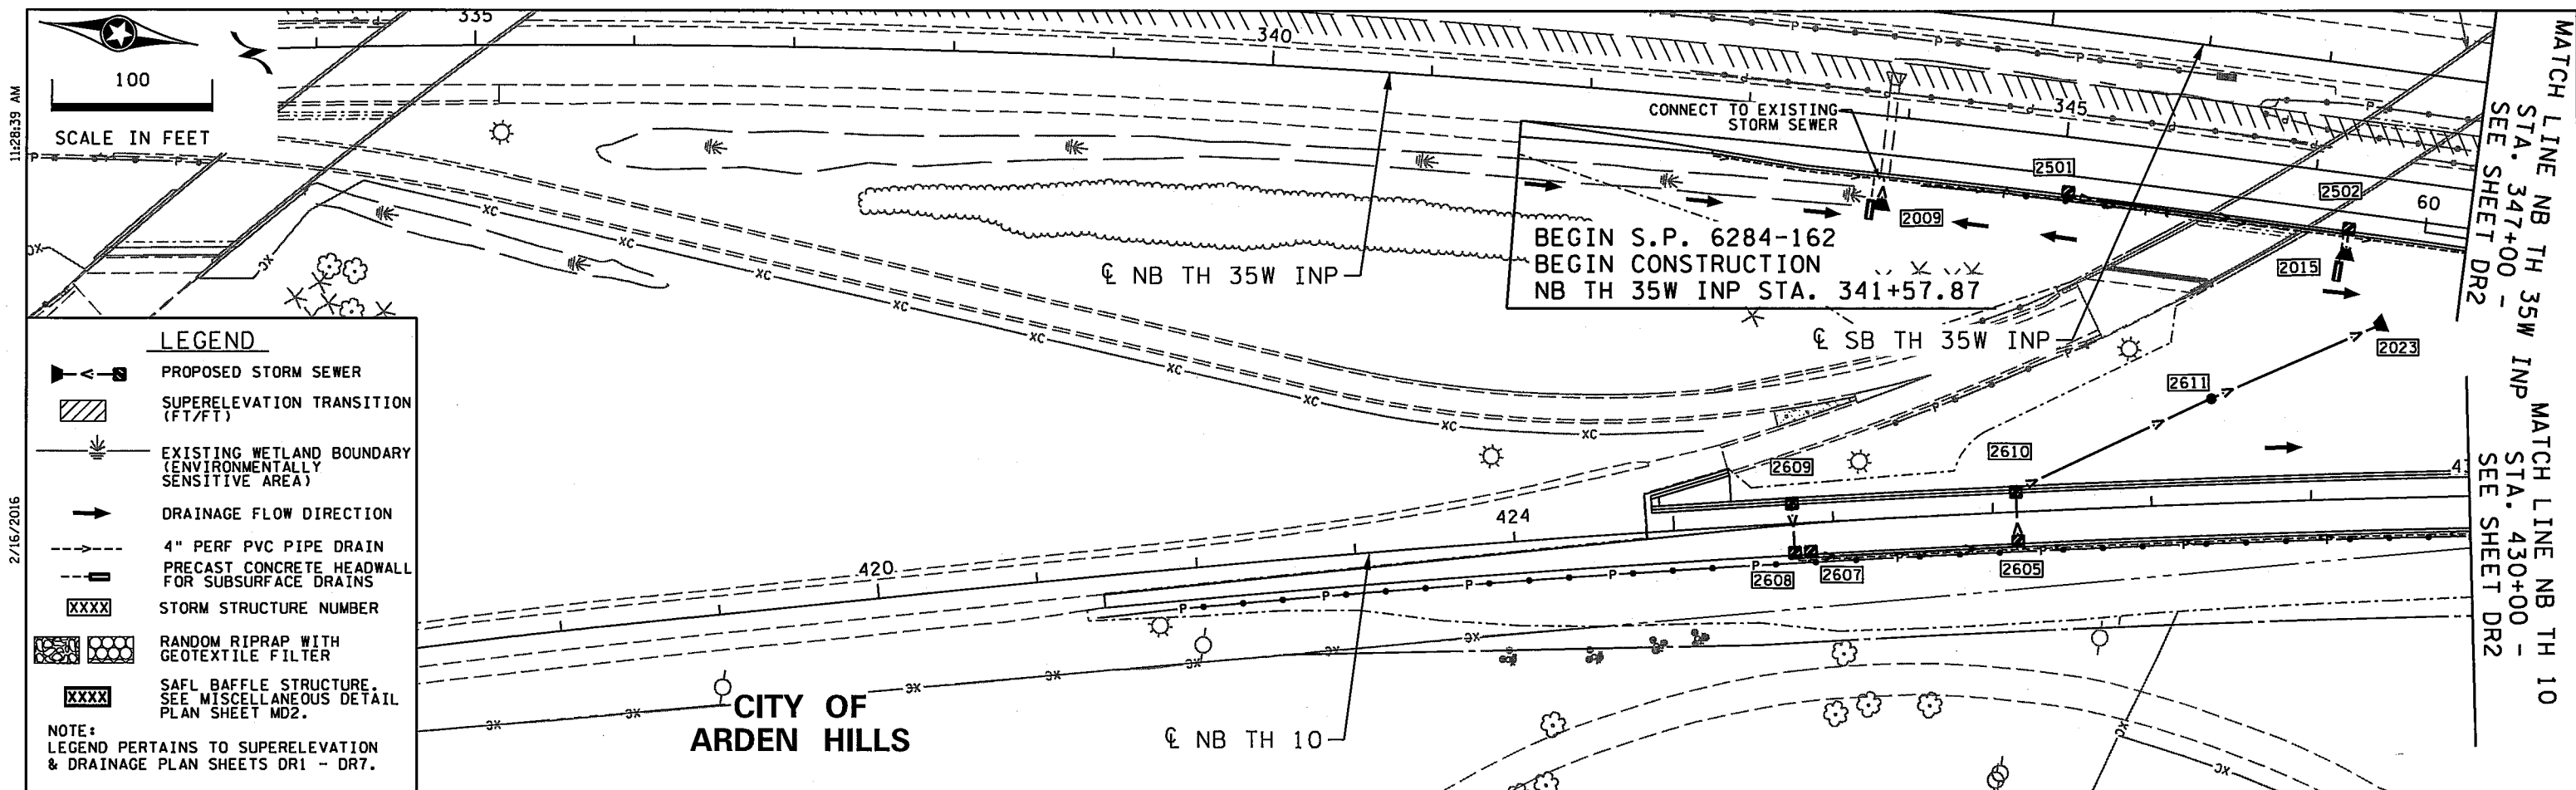 335
340
345
60
100
SCALE IN FEET
11:28:39 AM
2/16/2016
CONNECT TO EXISTING
STORM SEWER
2501
2502
2009
2015
2023
BEGIN S.P. 6284-162
BEGIN CONSTRUCTION
NB TH 35W INP STA. 341+57.87
℄ NB TH 35W INP
℄ SB TH 35W INP
MATCH LINE NB TH 35W INP
STA. 347+00 -
SEE SHEET DR2
MATCH LINE NB TH 10
STA. 430+00 -
SEE SHEET DR2
2611
2610
2609
2608
2607
2605
424
420
℄ NB TH 10
CITY OF
ARDEN HILLS
LEGEND
PROPOSED STORM SEWER
SUPERELEVATION TRANSITION
(FT/FT)
EXISTING WETLAND BOUNDARY
(ENVIRONMENTALLY
SENSITIVE AREA)
DRAINAGE FLOW DIRECTION
4" PERF PVC PIPE DRAIN
PRECAST CONCRETE HEADWALL
FOR SUBSURFACE DRAINS
XXXX STORM STRUCTURE NUMBER
RANDOM RIPRAP WITH
GEOTEXTILE FILTER
XXXX SAFL BAFFLE STRUCTURE.
SEE MISCELLANEOUS DETAIL
PLAN SHEET MD2.
NOTE:
LEGEND PERTAINS TO SUPERELEVATION
& DRAINAGE PLAN SHEETS DR1 - DR7.